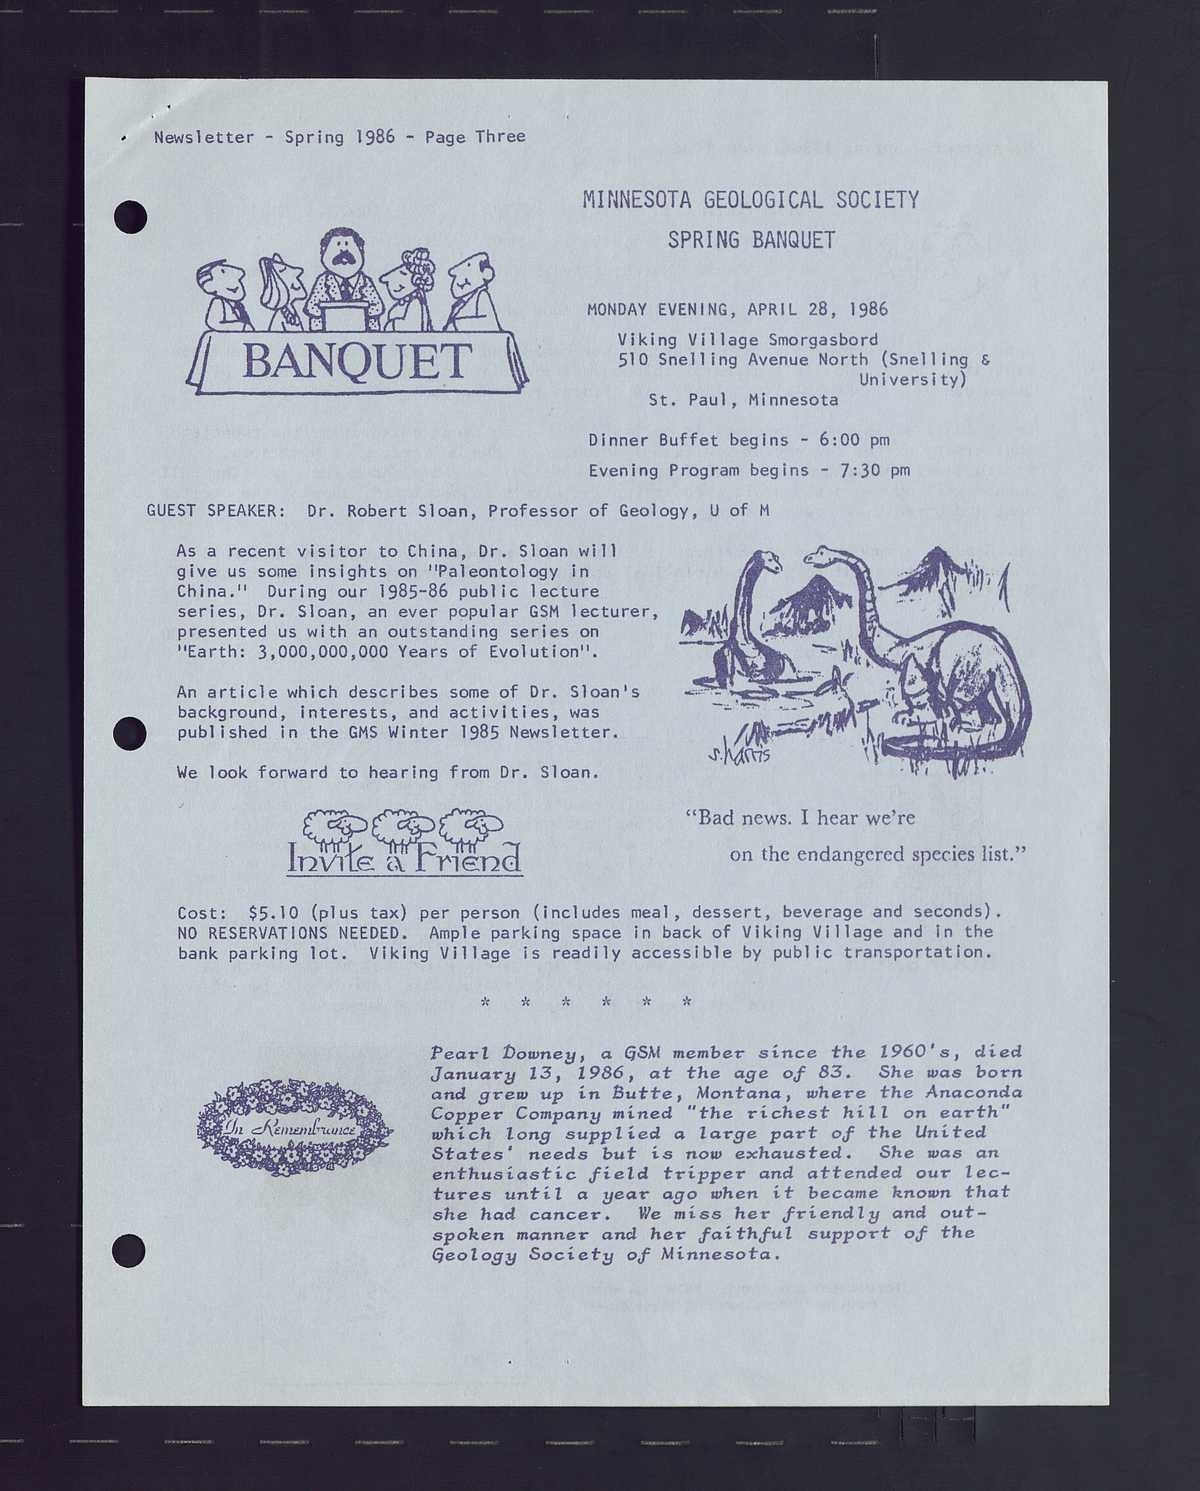 Newsletter - Spring 1986 - Page Three
MINNESOTA GEOLOGICAL SOCIETY
SPRING BANQUET
BANQUET
MONDAY EVENING, APRIL 28, 1986
Viking Village Smorgasbord
510 Snelling Avenue North (Snelling &
University)
St. Paul, Minnesota
Dinner Buffet begins - 6:00 pm
Evening Program begins - 7:30 pm
GUEST SPEAKER: Dr. Robert Sloan, Professor of Geology, U of M
As a recent visitor to China, Dr. Sloan will
give us some insights on "Paleontology in
China." During our 1985-86 public lecture
series, Dr. Sloan, an ever popular GSM lecturer,
presented us with an outstanding series on
"Earth: 3,000,000,000 Years of Evolution".
An article which describes some of Dr. Sloan's
background, interests, and activities, was
published in the GMS Winter 1985 Newsletter.
We look forward to hearing from Dr. Sloan.
s.harris
Invite a Friend
"Bad news. I hear we're
on the endangered species list."
Cost: $5.10 (plus tax) per person (includes meal, dessert, beverage and seconds).
NO RESERVATIONS NEEDED. Ample parking space in back of Viking Village and in the
bank parking lot. Viking Village is readily accessible by public transportation.
* * * * * *
In Remembrance
Pearl Downey, a GSM member since the 1960's, died
January 13, 1986, at the age of 83. She was born
and grew up in Butte, Montana, where the Anaconda
Copper Company mined "the richest hill on earth"
which long supplied a large part of the United
States' needs but is now exhausted. She was an
enthusiastic field tripper and attended our lec-
tures until a year ago when it became known that
she had cancer. We miss her friendly and out-
spoken manner and her faithful support of the
Geology Society of Minnesota.